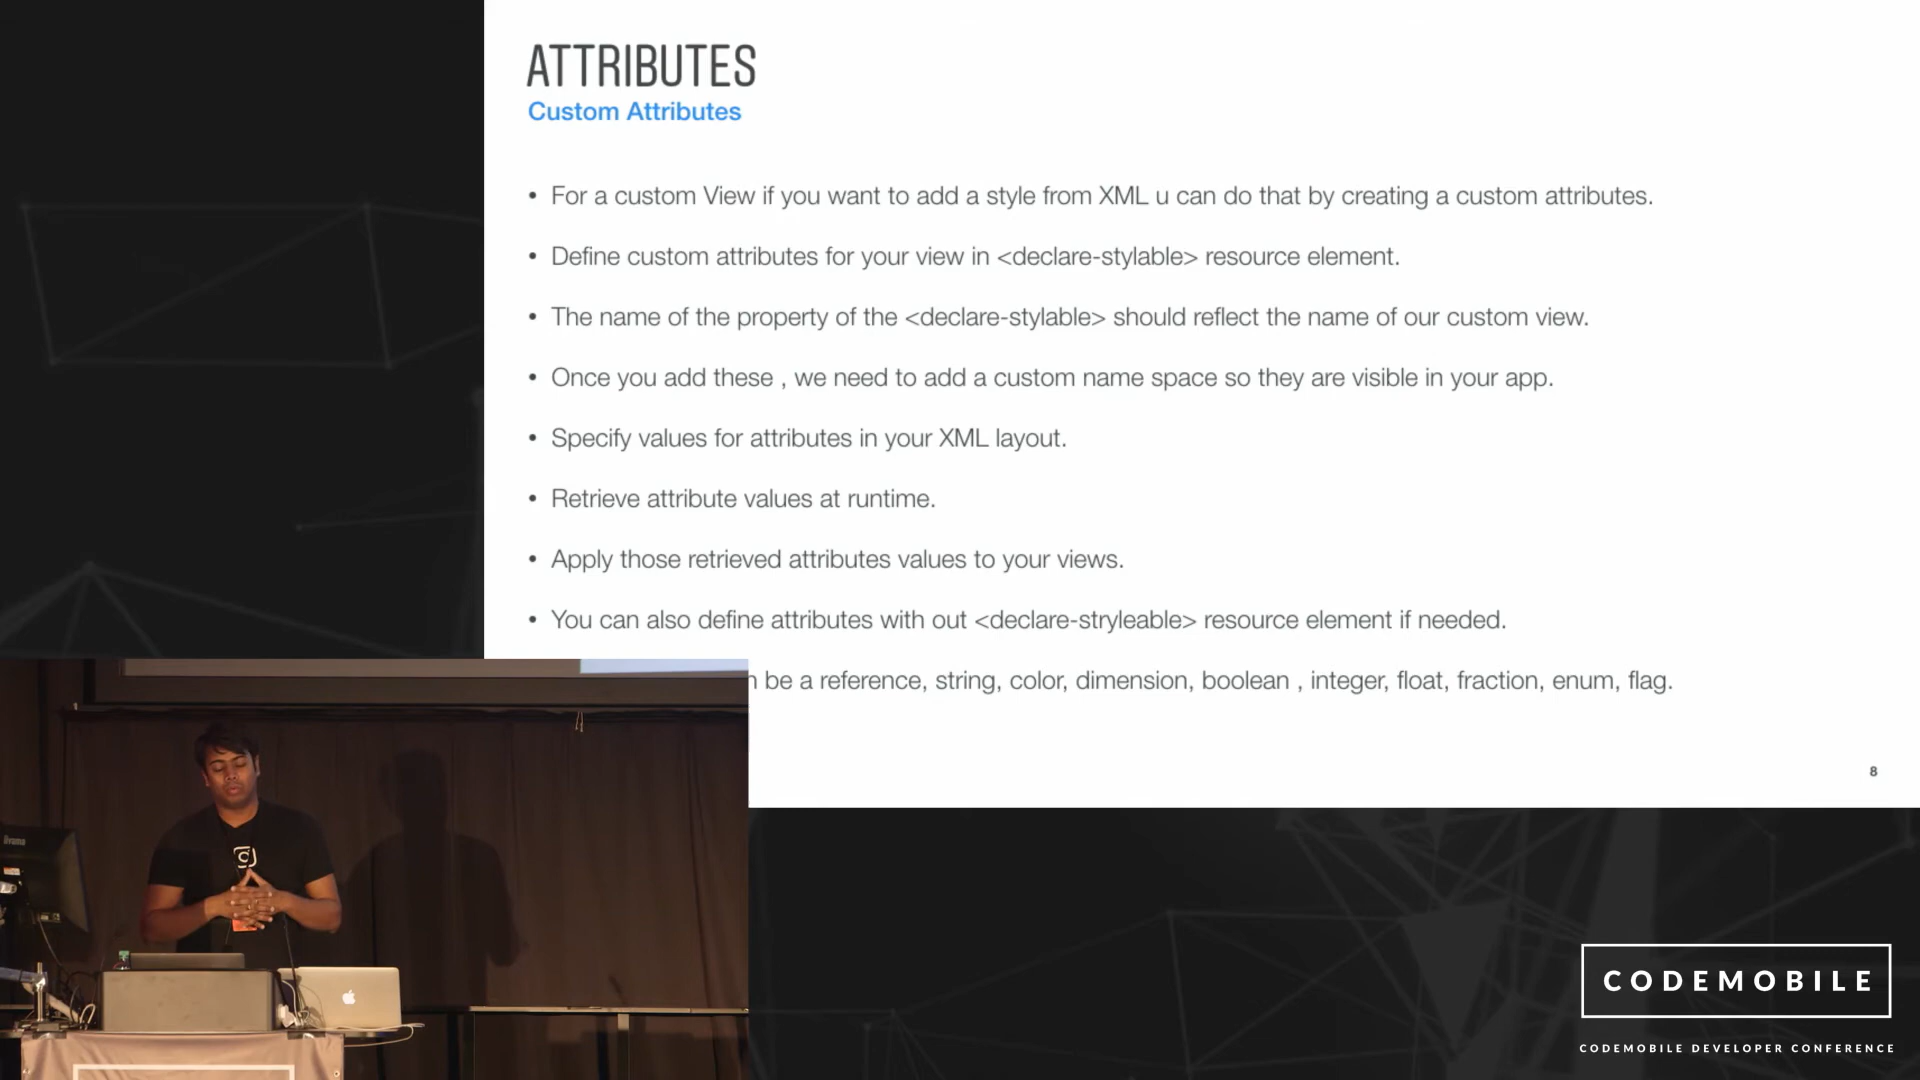 ATTRIBUTES
Custom Attributes
• For a custom View if you want to add a style from XML u can do that by creating a custom attributes.
• Define custom attributes for your view in <declare-stylable> resource element.
• The name of the property of the <declare-stylable> should reflect the name of our custom view.
• Once you add these , we need to add a custom name space so they are visible in your app.
• Specify values for attributes in your XML layout.
• Retrieve attribute values at runtime.
• Apply those retrieved attributes values to your views.
• You can also define attributes with out <declare-stryleable> resource element if needed.
be a reference, string, color, dimension, boolean , integer, float, fraction, enum, flag.
8
iiyama
CODEMOBILE
CODEMOBILE DEVELOPER CONFERENCE